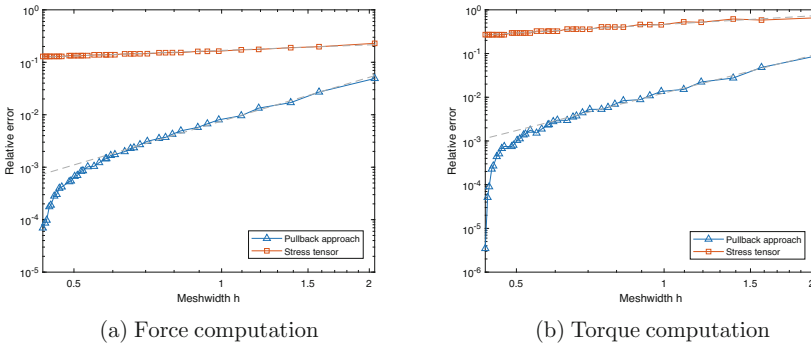 10^0
10^-1
10^-2
10^-3
10^-4
10^-5
Relative error
0.5
1
1.5
2
Meshwidth h
Pullback approach
Stress tensor
(a) Force computation
10^0
10^-1
10^-2
10^-3
10^-4
10^-5
10^-6
Relative error
0.5
1
1.5
2
Meshwidth h
Pullback approach
Stress tensor
(b) Torque computation